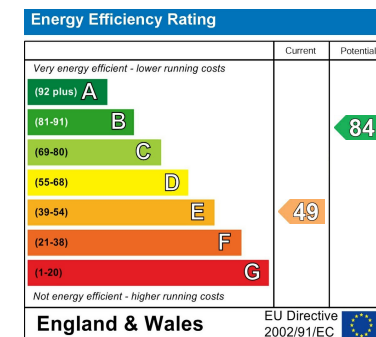 Energy Efficiency Rating
Current Potential
Very energy efficient - lower running costs
(92 plus) A
(81-91) B
84
(69-80) C
(55-68) D
(39-54) E
49
(21-38) F
(1-20) G
Not energy efficient - higher running costs
England & Wales
EU Directive
2002/91/EC